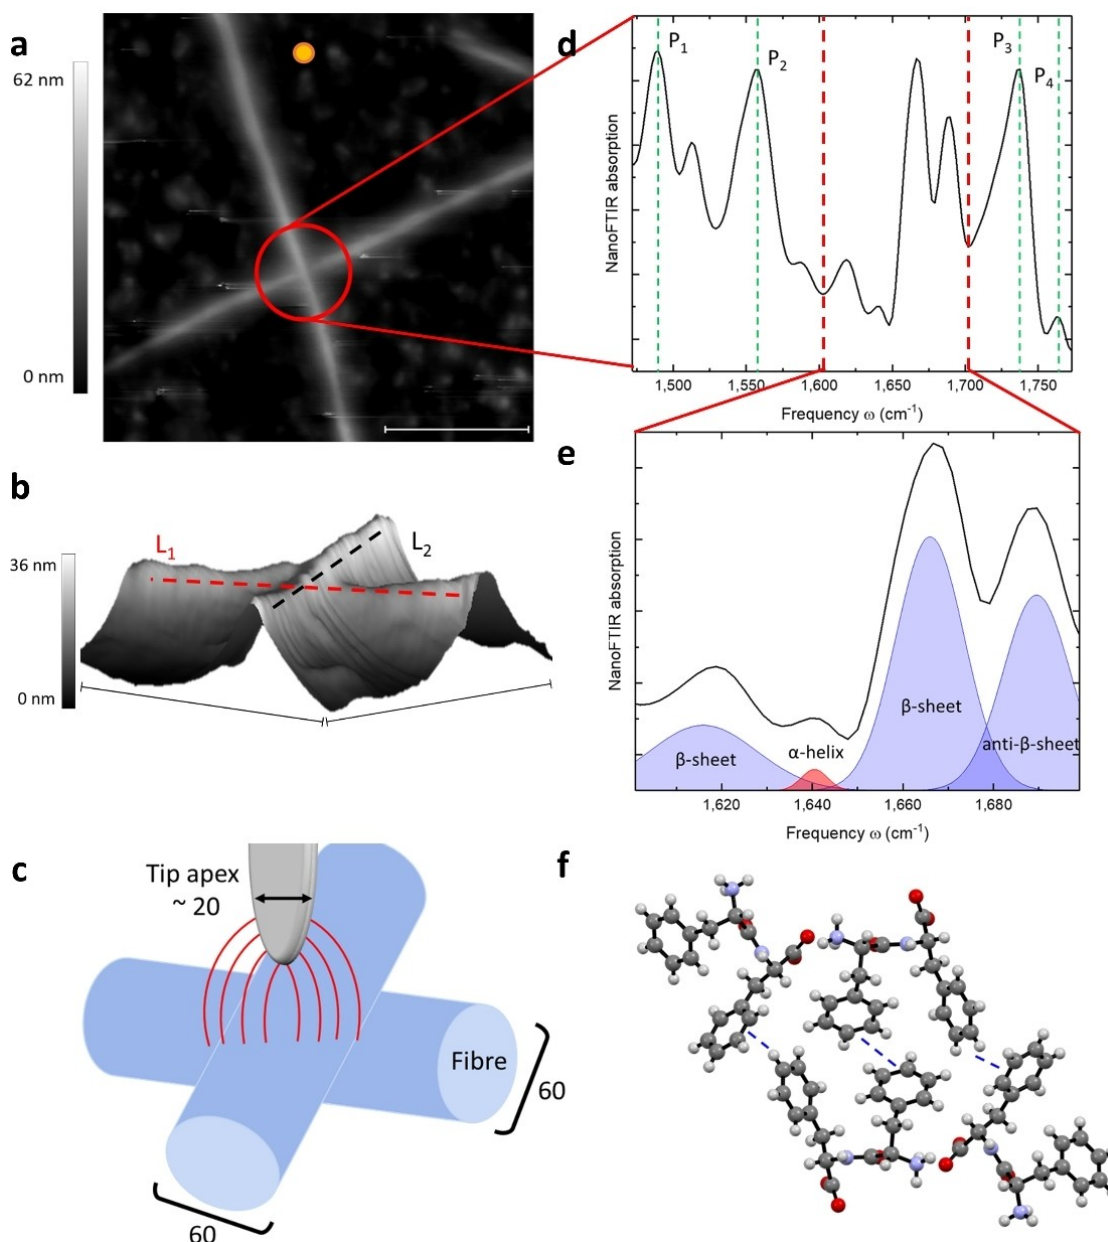 a
62 nm
0 nm
b
36 nm
0 nm
L1
L2
c
Tip apex
~ 20
Fibre
60
60
d
P1
P2
P3
P4
NanoFTIR absorption
1,500
1,550
1,600
1,650
1,700
1,750
Frequency ω (cm⁻¹)
e
NanoFTIR absorption
β-sheet
α-helix
β-sheet
anti-β-sheet
1,620
1,640
1,660
1,680
Frequency ω (cm⁻¹)
f